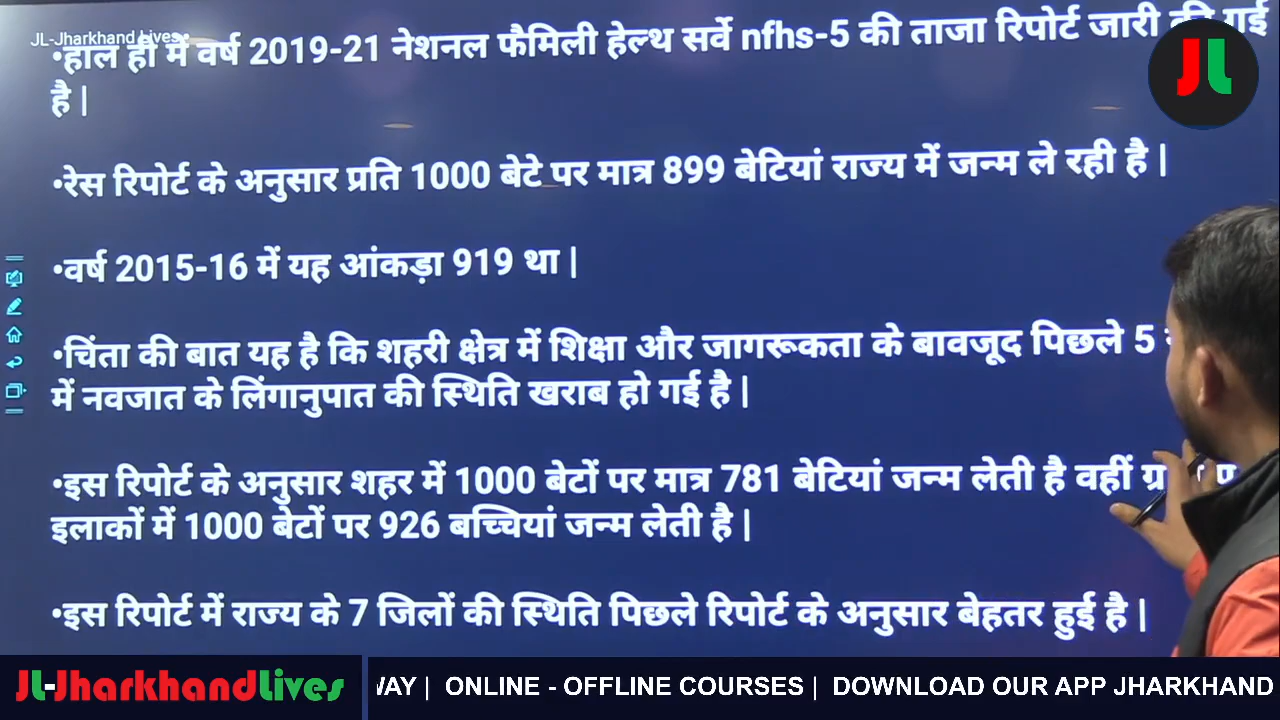 JL-Jharkhand Lives
•हाल ही में वर्ष 2019-21 नेशनल फैमिली हेल्थ सर्वे nfhs-5 की ताजा रिपोर्ट जारी की गई
है |
JL
•रेस रिपोर्ट के अनुसार प्रति 1000 बेटे पर मात्र 899 बेटियां राज्य में जन्म ले रही है |
•वर्ष 2015-16 में यह आंकड़ा 919 था |
•चिंता की बात यह है कि शहरी क्षेत्र में शिक्षा और जागरूकता के बावजूद पिछले 5
में नवजात के लिंगानुपात की स्थिति खराब हो गई है |
•इस रिपोर्ट के अनुसार शहर में 1000 बेटों पर मात्र 781 बेटियां जन्म लेती है वहीं
इलाकों में 1000 बेटों पर 926 बच्चियां जन्म लेती है |
•इस रिपोर्ट में राज्य के 7 जिलों की स्थिति पिछले रिपोर्ट के अनुसार बेहतर हुई है |
JL-JharkhandLives
WAY | ONLINE - OFFLINE COURSES | DOWNLOAD OUR APP JHARKHAND